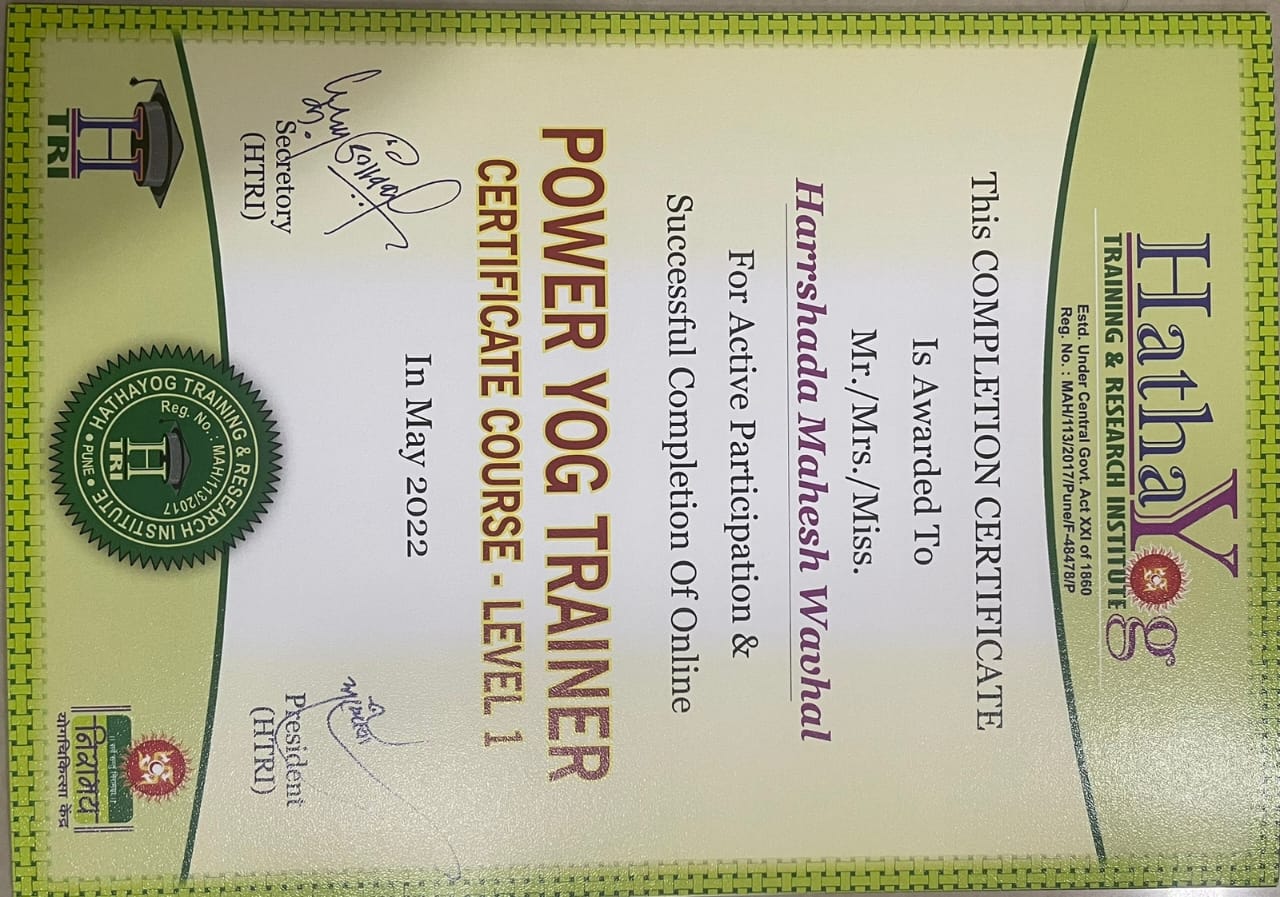 HathaYog
TRAINING & RESEARCH INSTITUTE
Estd. Under Central Govt. Act XXI of 1860
Reg. No. : MAH/113/2017/Pune/F-48478/P
This COMPLETION CERTIFICATE
Is Awarded To
Mr./Mrs./Miss.
Harrshada Mahesh Wavhal
For Active Participation &
Successful Completion Of Online
POWER YOG TRAINER
CERTIFICATE COURSE - LEVEL 1
In May 2022
Secretory
(HTRI)
President
(HTRI)
H
TRI
HATHAYOG TRAINING & RESEARCH INSTITUTE
• PUNE •
Reg. No. : MAH/113/2017
H
TRI
निरामय
योगचिकित्सा केंद्र